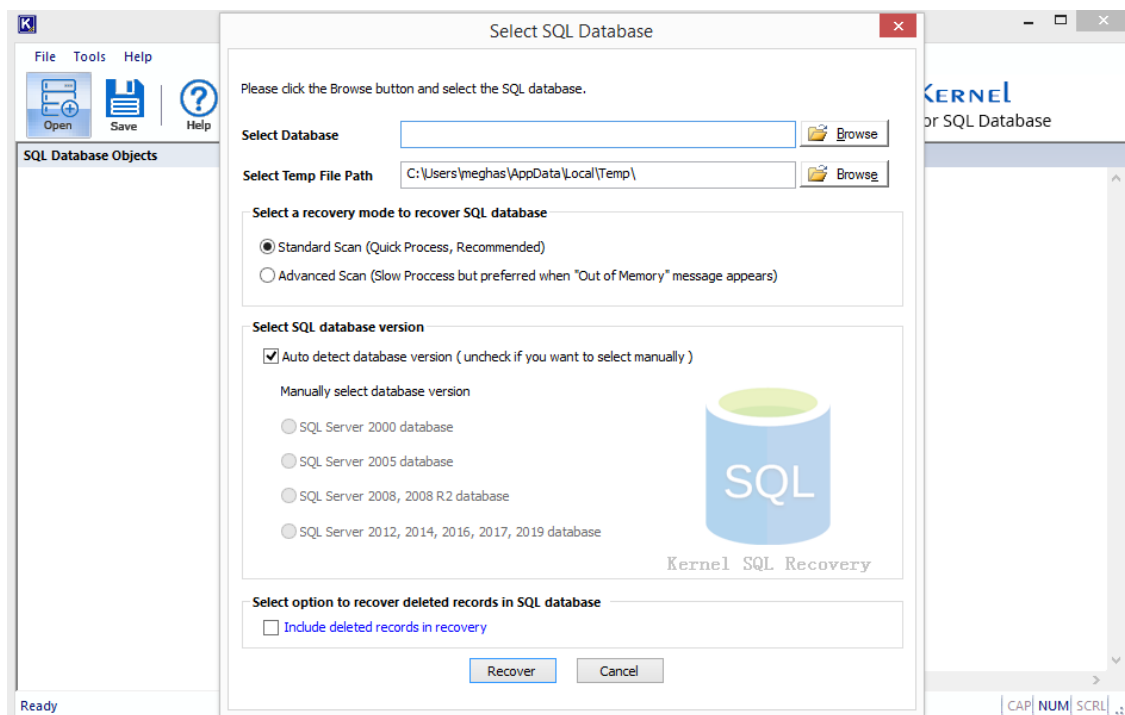 Select SQL Database
File Tools Help
Open Save Help
KERNEL
or SQL Database
SQL Database Objects
Please click the Browse button and select the SQL database.
Select Database Browse
Select Temp File Path C:\Users\meghas\AppData\Local\Temp\ Browse
Select a recovery mode to recover SQL database
Standard Scan (Quick Process, Recommended)
Advanced Scan (Slow Proccess but preferred when "Out of Memory" message appears)
Select SQL database version
Auto detect database version ( uncheck if you want to select manually )
Manually select database version
SQL Server 2000 database
SQL Server 2005 database
SQL Server 2008, 2008 R2 database
SQL Server 2012, 2014, 2016, 2017, 2019 database
SQL
Kernel SQL Recovery
Select option to recover deleted records in SQL database
Include deleted records in recovery
Recover Cancel
Ready CAP NUM SCRL